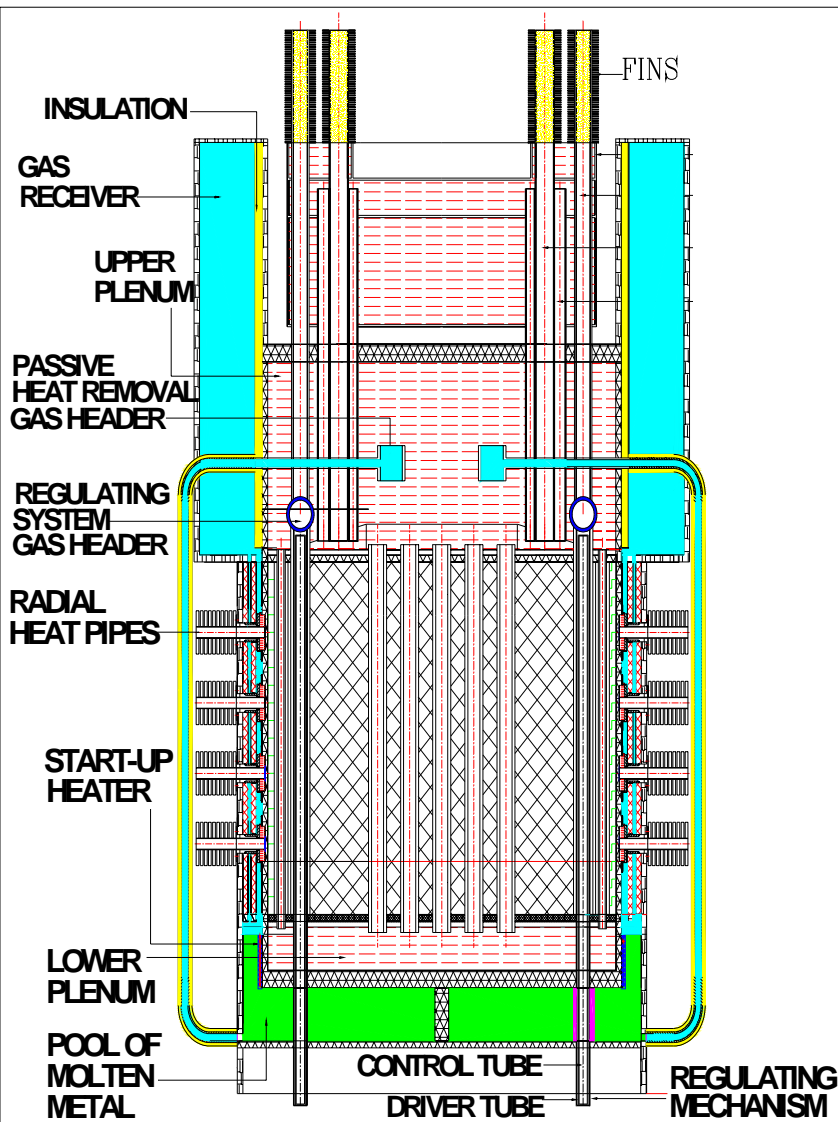 FINS
INSULATION
GAS
RECEIVER
UPPER
PLENUM
PASSIVE
HEAT REMOVAL
GAS HEADER
REGULATING
SYSTEM
GAS HEADER
RADIAL
HEAT PIPES
START-UP
HEATER
LOWER
PLENUM
POOL OF
MOLTEN
METAL
CONTROL TUBE
DRIVER TUBE
REGULATING
MECHANISM